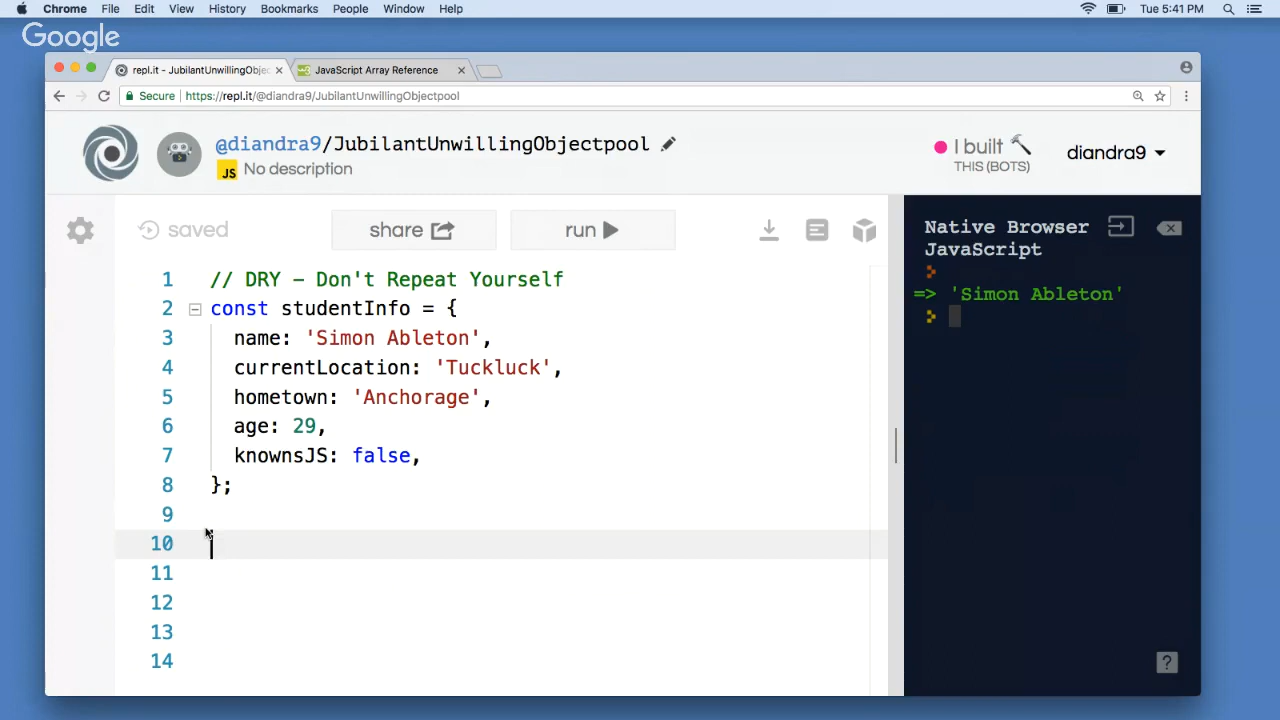 Chrome File Edit View History Bookmarks People Window Help Tue 5:41 PM
Google
repl.it - JubilantUnwillingObjec × JavaScript Array Reference ×
Secure https://repl.it/@diandra9/JubilantUnwillingObjectpool
@diandra9/JubilantUnwillingObjectpool
JS No description
I built
THIS (BOTS)
diandra9
saved share run
Native Browser
JavaScript
=> 'Simon Ableton'
1 // DRY – Don't Repeat Yourself
2 const studentInfo = {
3 name: 'Simon Ableton',
4 currentLocation: 'Tuckluck',
5 hometown: 'Anchorage',
6 age: 29,
7 knownsJS: false,
8 };
9
10
11
12
13
14
?